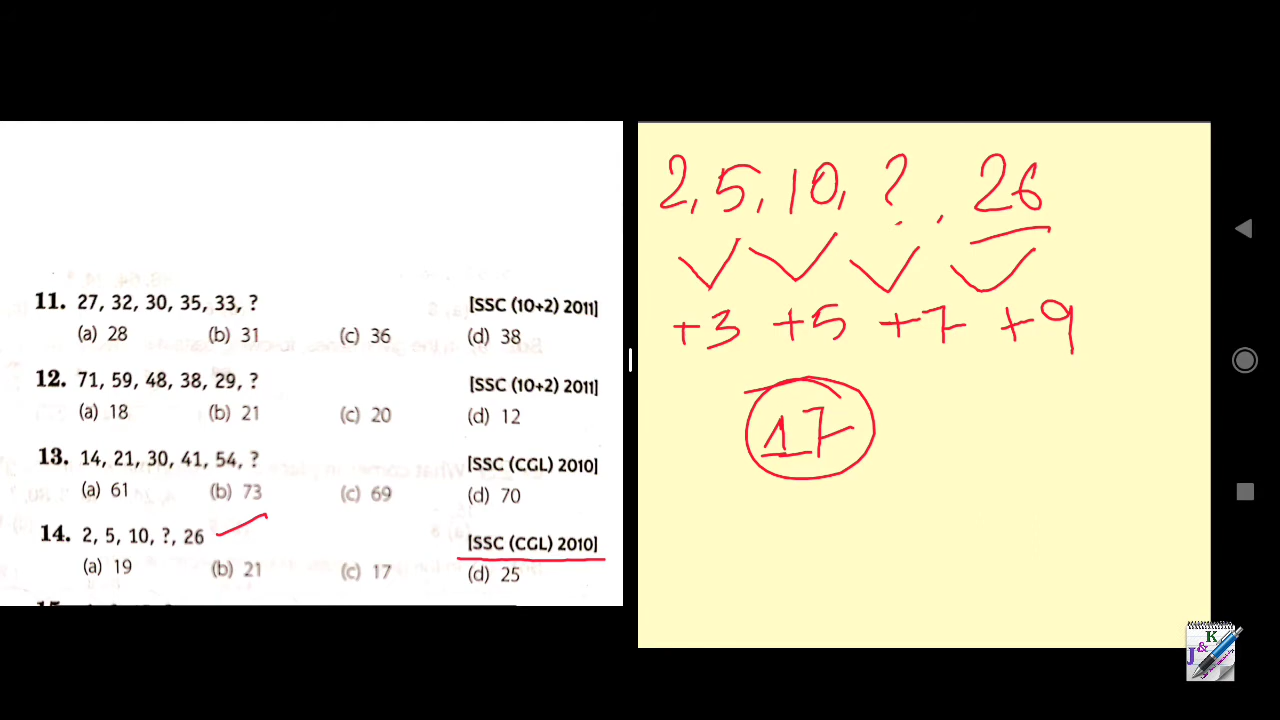 11. 27, 32, 30, 35, 33, ? [SSC (10+2) 2011]
(a) 28 (b) 31 (c) 36 (d) 38
12. 71, 59, 48, 38, 29, ? [SSC (10+2) 2011]
(a) 18 (b) 21 (c) 20 (d) 12
13. 14, 21, 30, 41, 54, ? [SSC (CGL) 2010]
(a) 61 (b) 73 (c) 69 (d) 70
14. 2, 5, 10, ?, 26 [SSC (CGL) 2010]
(a) 19 (b) 21 (c) 17 (d) 25
2, 5, 10, ?, 26
+3 +5 +7 +9
17
J&K